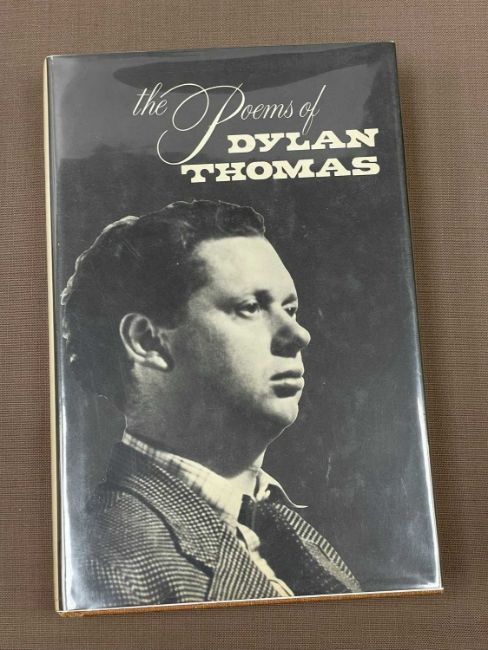 the Poems of
DYLAN
THOMAS